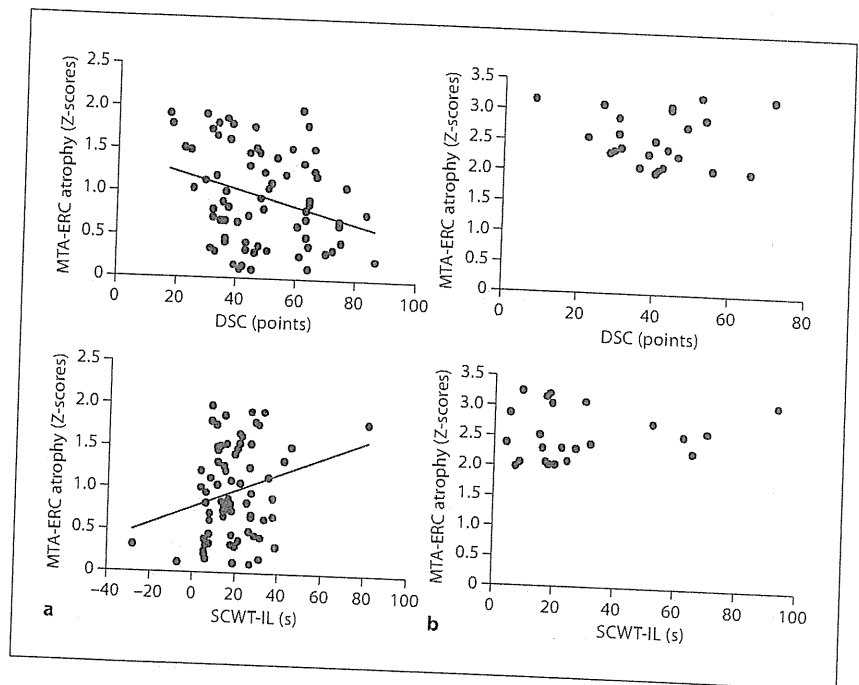 MTA-ERC atrophy (Z-scores)
2.5
2.0
1.5
1.0
0.5
0
0 20 40 60 80 100
DSC (points)
MTA-ERC atrophy (Z-scores)
3.5
3.0
2.5
2.0
1.5
1.0
0.5
0
0 20 40 60 80
DSC (points)
MTA-ERC atrophy (Z-scores)
2.5
2.0
1.5
1.0
0.5
0
−40 −20 0 20 40 60 80 100
SCWT-IL (s)
a
MTA-ERC atrophy (Z-scores)
3.5
3.0
2.5
2.0
1.5
1.0
0.5
0
0 20 40 60 80 100
SCWT-IL (s)
b